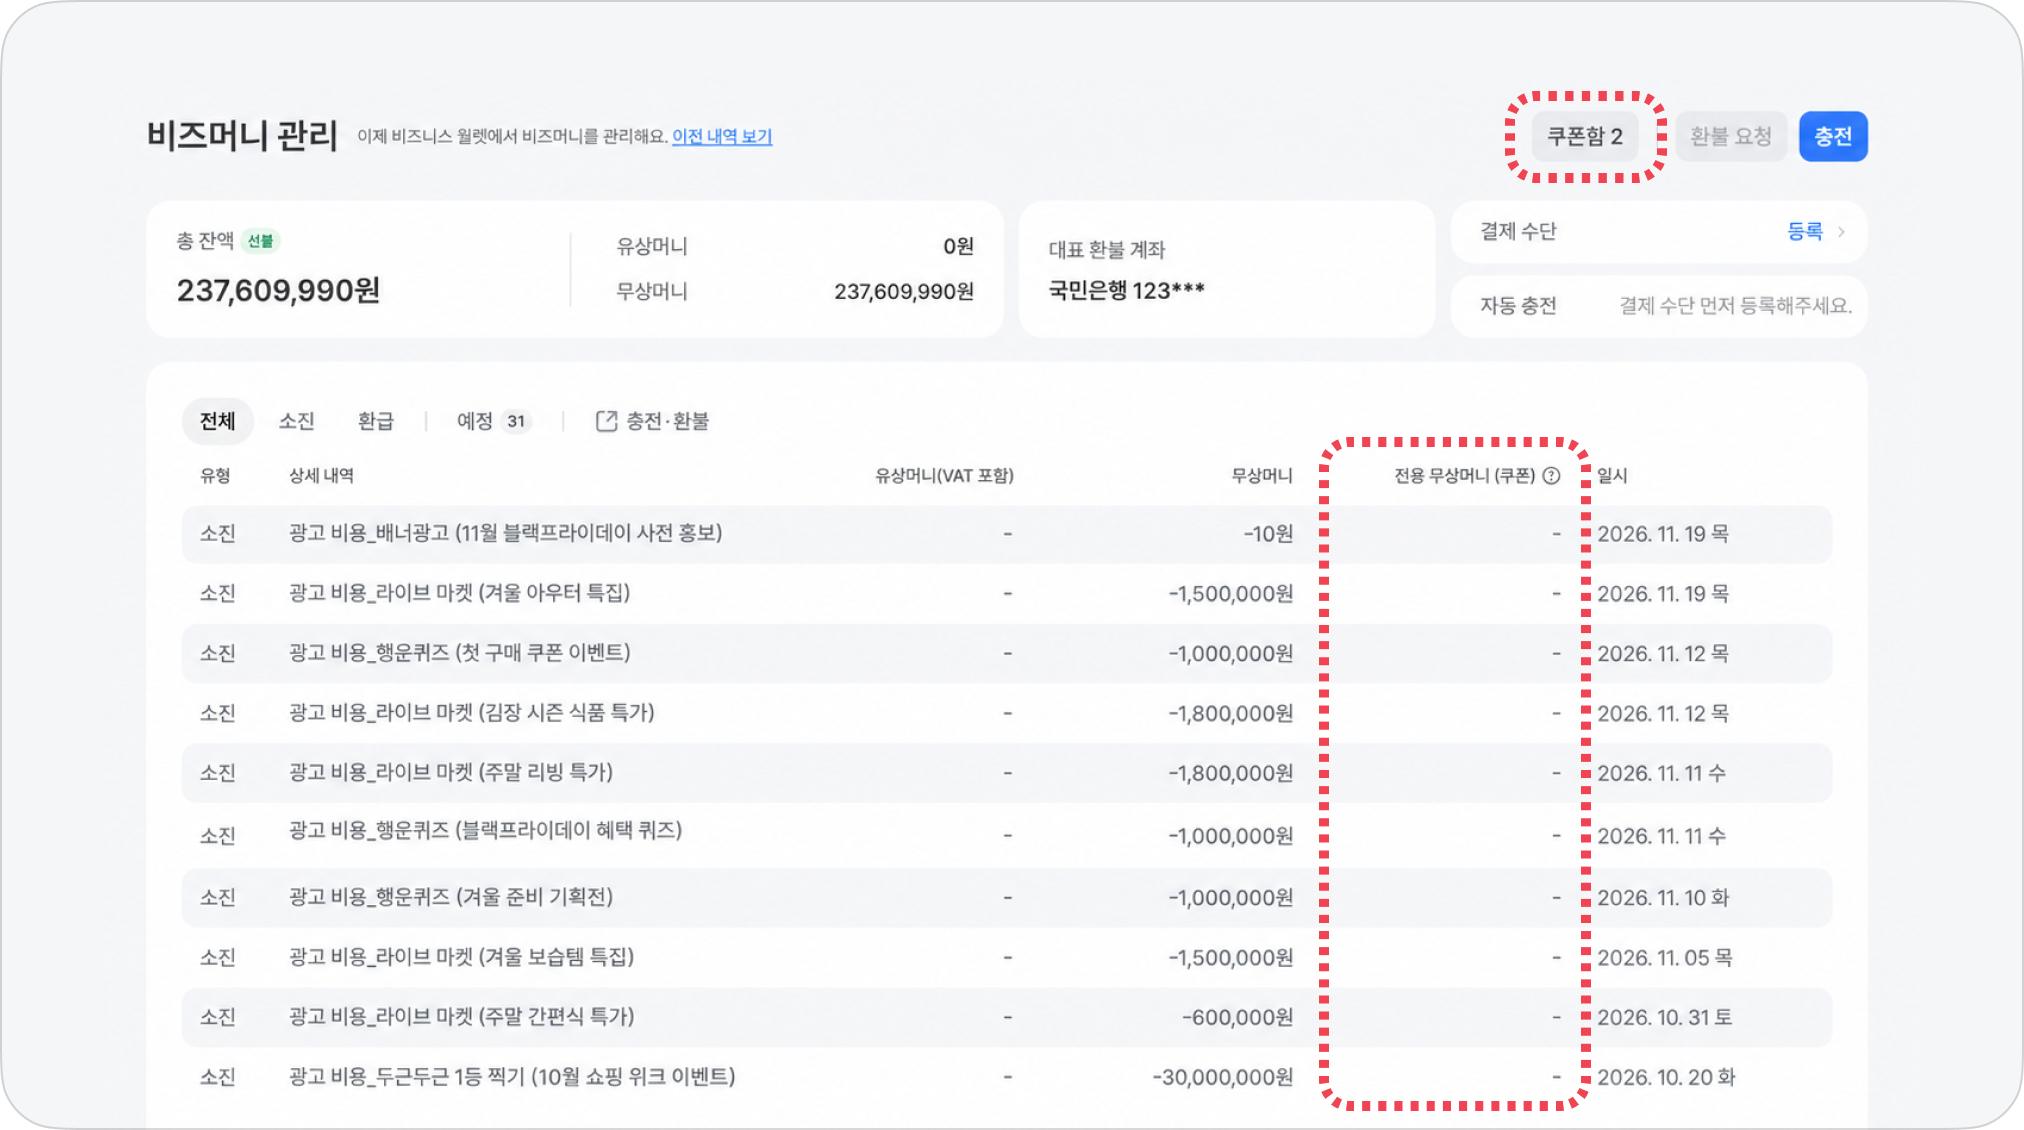 비즈머니 관리 이제 비즈니스 월렛에서 비즈머니를 관리해요. 이전 내역 보기 쿠폰함 2 환불 요청 충전
총 잔액 선불
237,609,990원
유상머니 0원
무상머니 237,609,990원
대표 환불 계좌
국민은행 123***
결제 수단 등록 >
자동 충전 결제 수단 먼저 등록해주세요.
전체 소진 환급 | 예정 31 | 충전·환불
유형 상세 내역 유상머니(VAT 포함) 무상머니 전용 무상머니 (쿠폰) ? 일시
소진 광고 비용_배너광고 (11월 블랙프라이데이 사전 홍보) - -10원 - 2026. 11. 19 목
소진 광고 비용_라이브 마켓 (겨울 아우터 특집) - -1,500,000원 - 2026. 11. 19 목
소진 광고 비용_행운퀴즈 (첫 구매 쿠폰 이벤트) - -1,000,000원 - 2026. 11. 12 목
소진 광고 비용_라이브 마켓 (김장 시즌 식품 특가) - -1,800,000원 - 2026. 11. 12 목
소진 광고 비용_라이브 마켓 (주말 리빙 특가) - -1,800,000원 - 2026. 11. 11 수
소진 광고 비용_행운퀴즈 (블랙프라이데이 혜택 퀴즈) - -1,000,000원 - 2026. 11. 11 수
소진 광고 비용_행운퀴즈 (겨울 준비 기획전) - -1,000,000원 - 2026. 11. 10 화
소진 광고 비용_라이브 마켓 (겨울 보습템 특집) - -1,500,000원 - 2026. 11. 05 목
소진 광고 비용_라이브 마켓 (주말 간편식 특가) - -600,000원 - 2026. 10. 31 토
소진 광고 비용_두근두근 1등 찍기 (10월 쇼핑 위크 이벤트) - -30,000,000원 - 2026. 10. 20 화